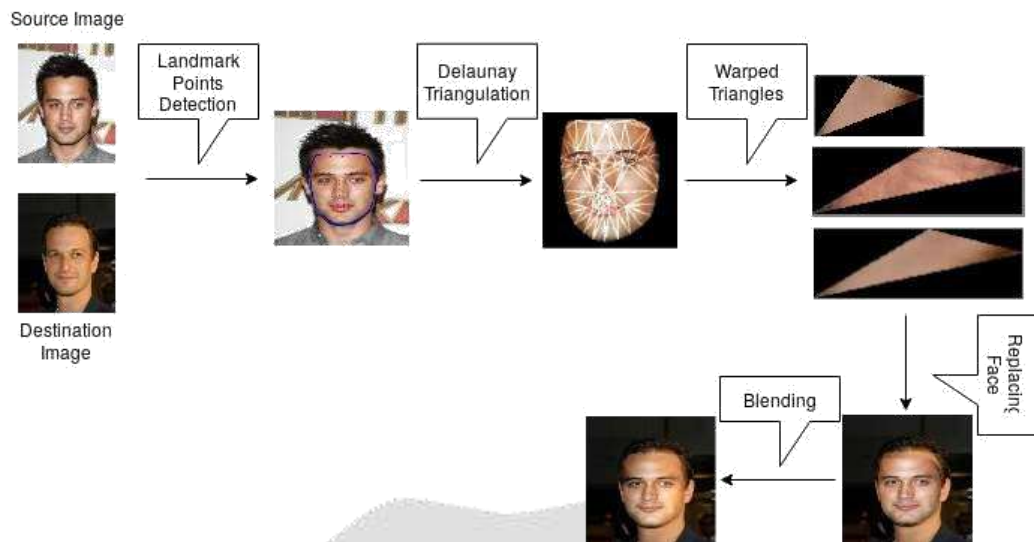 Source Image
Landmark
Points
Detection
Delaunay
Triangulation
Warped
Triangles
Destination
Image
Replacing
Face
Blending